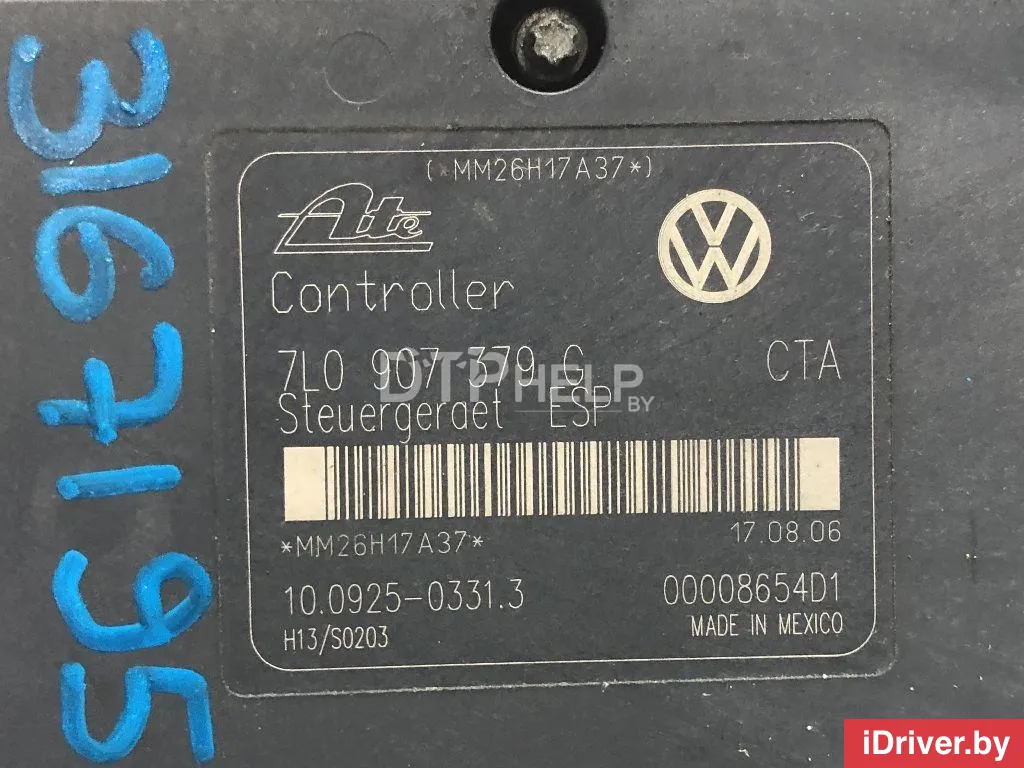 3167195
(*MM26H17A37*)
Ate
Controller
7L0 907 379 G CTA
DTPHELP
.BY
Steuergeraet ESP
*MM26H17A37* 17.08.06
10.0925-0331.3 00008654D1
H13/S0203 MADE IN MEXICO
iDriver.by